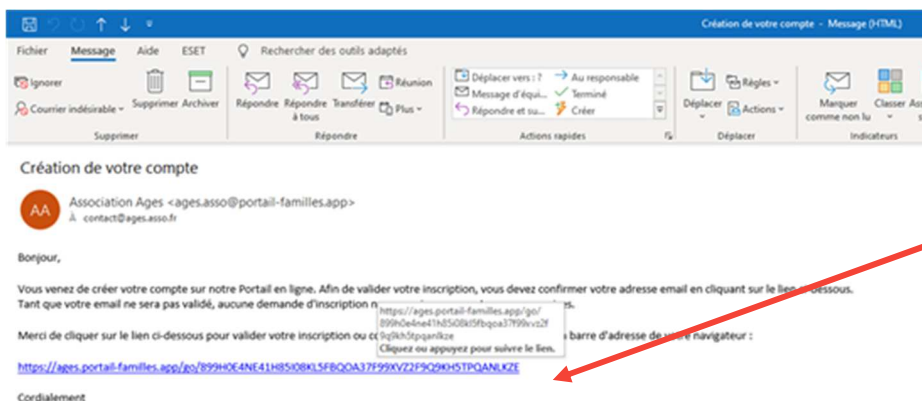 Création de votre compte - Message (HTML)
Fichier Message Aide ESET Rechercher des outils adaptés
Ignorer
Courrier indésirable
Supprimer Archiver
Supprimer
Répondre Répondre à tous Transférer
Réunion
Plus
Répondre
Déplacer vers : ? Au responsable
Message d'équi... Terminé
Répondre et su... Créer
Actions rapides
Déplacer
Règles
Actions
Déplacer
Marquer comme non lu
Classer
Indicateurs
Création de votre compte
AA
Association Ages <ages.asso@portail-familles.app>
À contact@ages.asso.fr
Bonjour,
Vous venez de créer votre compte sur notre Portail en ligne. Afin de valider votre inscription, vous devez confirmer votre adresse email en cliquant sur le lien ci-dessous.
Tant que votre email ne sera pas validé, aucune demande d'inscription
https://ages.portail-familles.app/go/
899h0e4ne41h85i08kl5fbqoa37f99xvz2f
9q9kh5tpqanlkze
Cliquez ou appuyez pour suivre le lien.
Merci de cliquer sur le lien ci-dessous pour valider votre inscription ou barre d'adresse de votre navigateur :
https://ages.portail-familles.app/go/899H0E4NE41H85I08KL5FBQOA37F99XVZ2F9Q9KH5TPQANLKZE
Cordialement